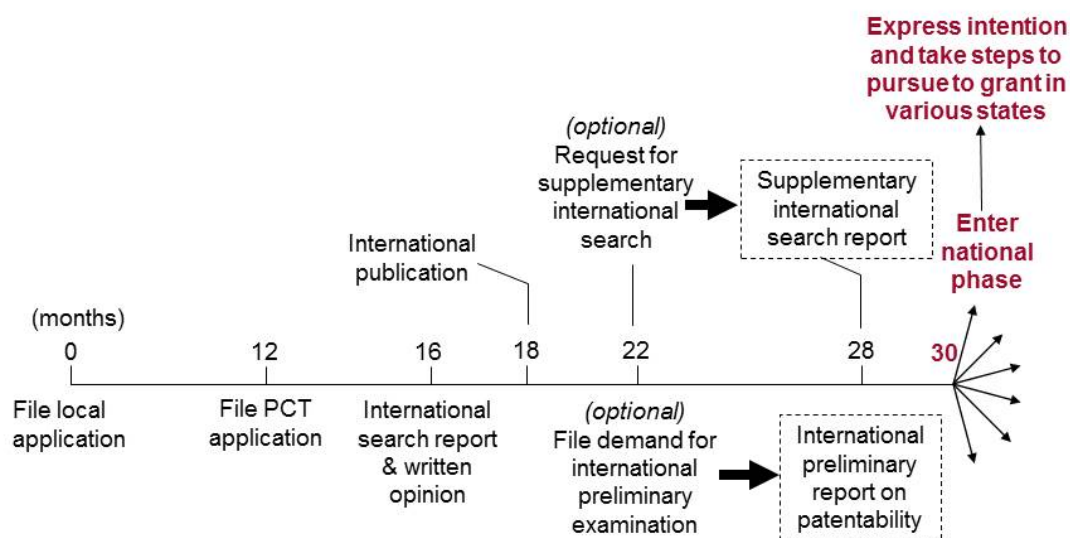 Express intention
and take steps to
pursue to grant in
various states
(optional)
Request for
supplementary
international
search
Supplementary
international
search report
Enter
national
phase
International
publication
(months)
0
12
16
18
22
28
30
File local
application
File PCT
application
International
search report
& written
opinion
(optional)
File demand for
international
preliminary
examination
International
preliminary
report on
patentability